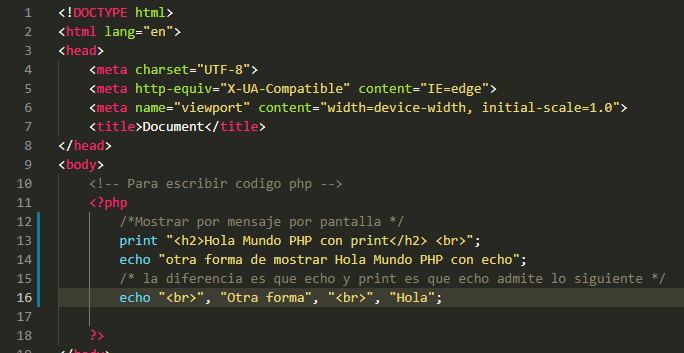 1 <!DOCTYPE html>
2 <html lang="en">
3 <head>
4 <meta charset="UTF-8">
5 <meta http-equiv="X-UA-Compatible" content="IE=edge">
6 <meta name="viewport" content="width=device-width, initial-scale=1.0">
7 <title>Document</title>
8 </head>
9 <body>
10 <!-- Para escribir codigo php -->
11 <?php
12 /*Mostrar por mensaje por pantalla */
13 print "<h2>Hola Mundo PHP con print</h2> <br>";
14 echo "otra forma de mostrar Hola Mundo PHP con echo";
15 /* la diferencia es que echo y print es que echo admite lo siguiente */
16 echo "<br>", "Otra forma", "<br>", "Hola";
17
18 ?>